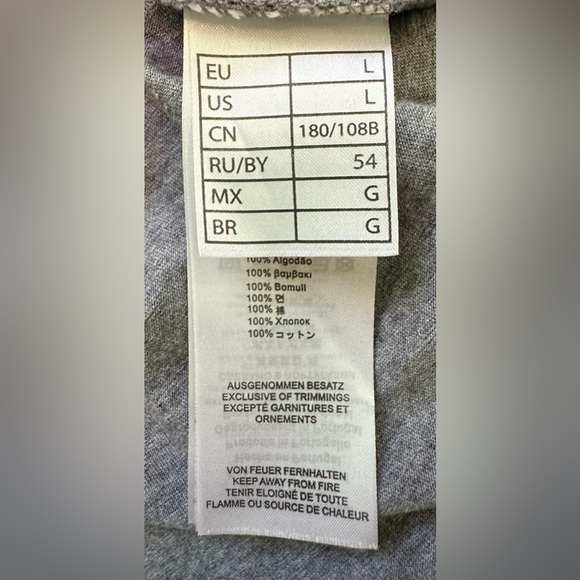 EU L
US L
CN 180/108B
RU/BY 54
MX G
BR G
100% Algodão
100% βαμβακι
100% Bomull
100% 면
100% 棉
100% Хлопок
100% コットン
AUSGENOMMEN BESATZ
EXCLUSIVE OF TRIMMINGS
EXCEPTÉ GARNITURES ET
ORNEMENTS
VON FEUER FERNHALTEN
KEEP AWAY FROM FIRE
TENIR ELOIGNÉ DE TOUTE
FLAMME OU SOURCE DE CHALEUR